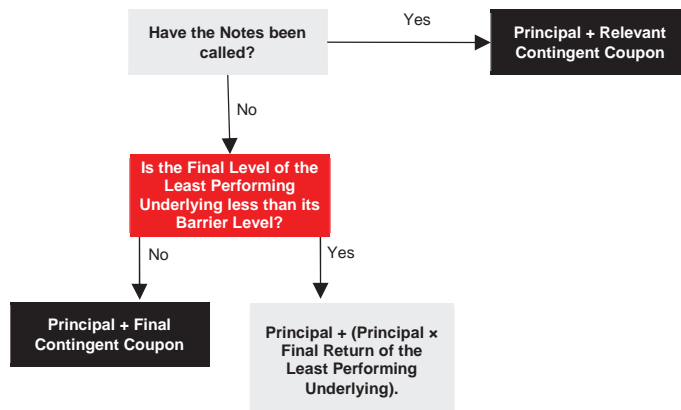 Have the Notes been
called?
Yes
Principal + Relevant
Contingent Coupon
No
Is the Final Level of the
Least Performing
Underlying less than its
Barrier Level?
No
Yes
Principal + Final
Contingent Coupon
Principal + (Principal ×
Final Return of the
Least Performing
Underlying).